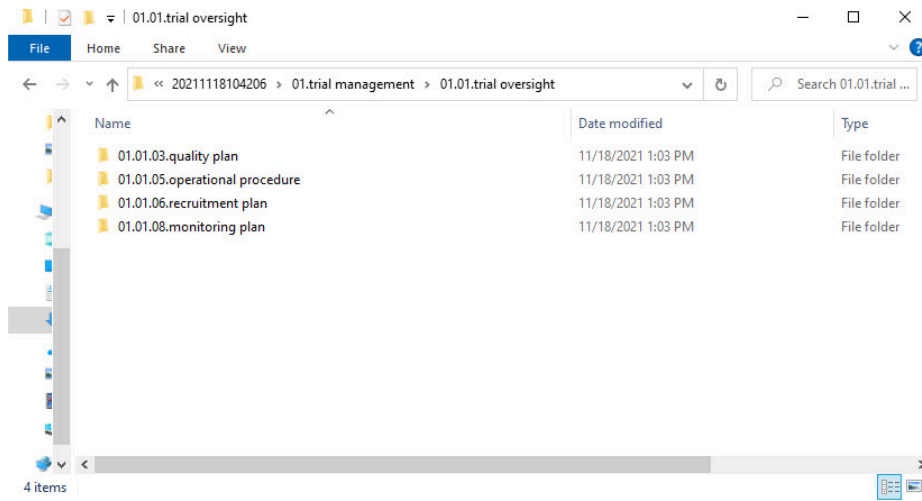 01.01.trial oversight
File Home Share View
« 20211118104206 › 01.trial management › 01.01.trial oversight
Search 01.01.trial ...
Name Date modified Type
01.01.03.quality plan 11/18/2021 1:03 PM File folder
01.01.05.operational procedure 11/18/2021 1:03 PM File folder
01.01.06.recruitment plan 11/18/2021 1:03 PM File folder
01.01.08.monitoring plan 11/18/2021 1:03 PM File folder
4 items